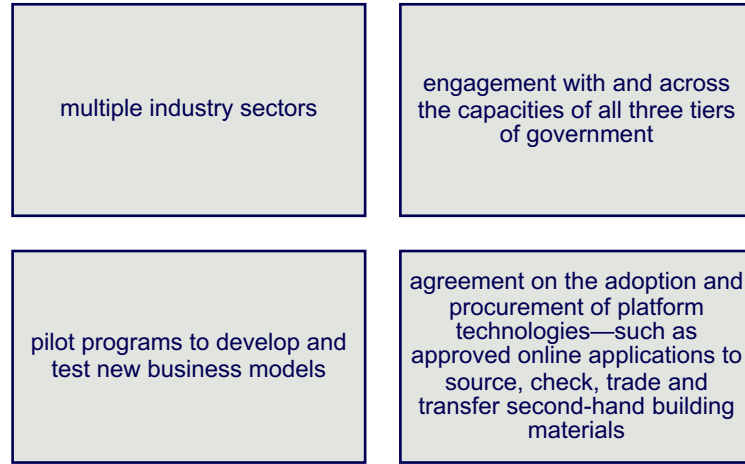 multiple industry sectors
engagement with and across
the capacities of all three tiers
of government
pilot programs to develop and
test new business models
agreement on the adoption and
procurement of platform
technologies—such as
approved online applications to
source, check, trade and
transfer second-hand building
materials